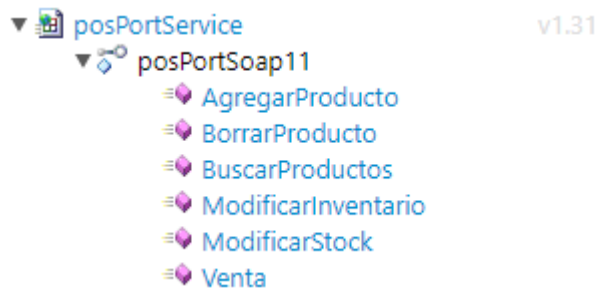 posPortService v1.31
posPortSoap11
AgregarProducto
BorrarProducto
BuscarProductos
ModificarInventario
ModificarStock
Venta